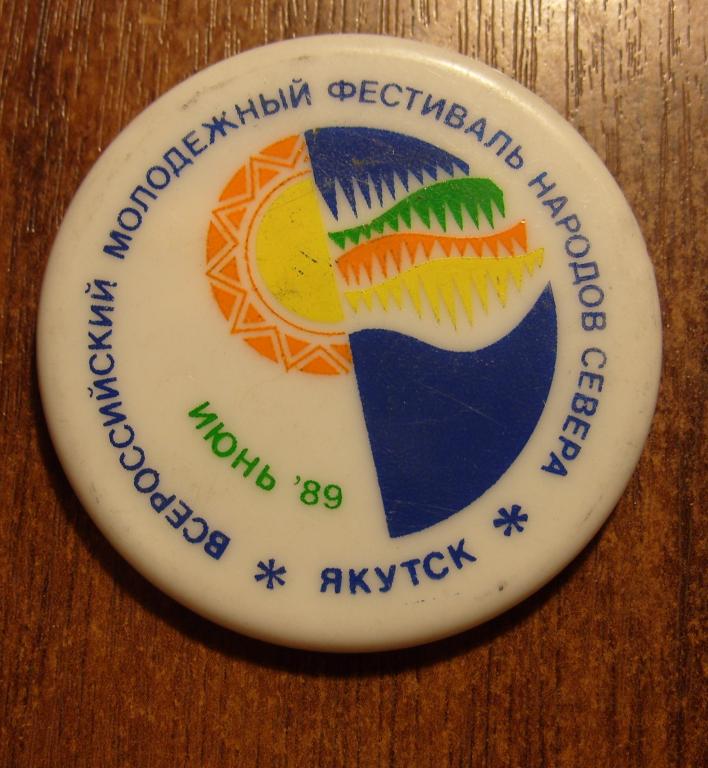 ВСЕРОССИЙСКИЙ МОЛОДЕЖНЫЙ ФЕСТИВАЛЬ НАРОДОВ СЕВЕРА
ИЮНЬ '89
* ЯКУТСК *